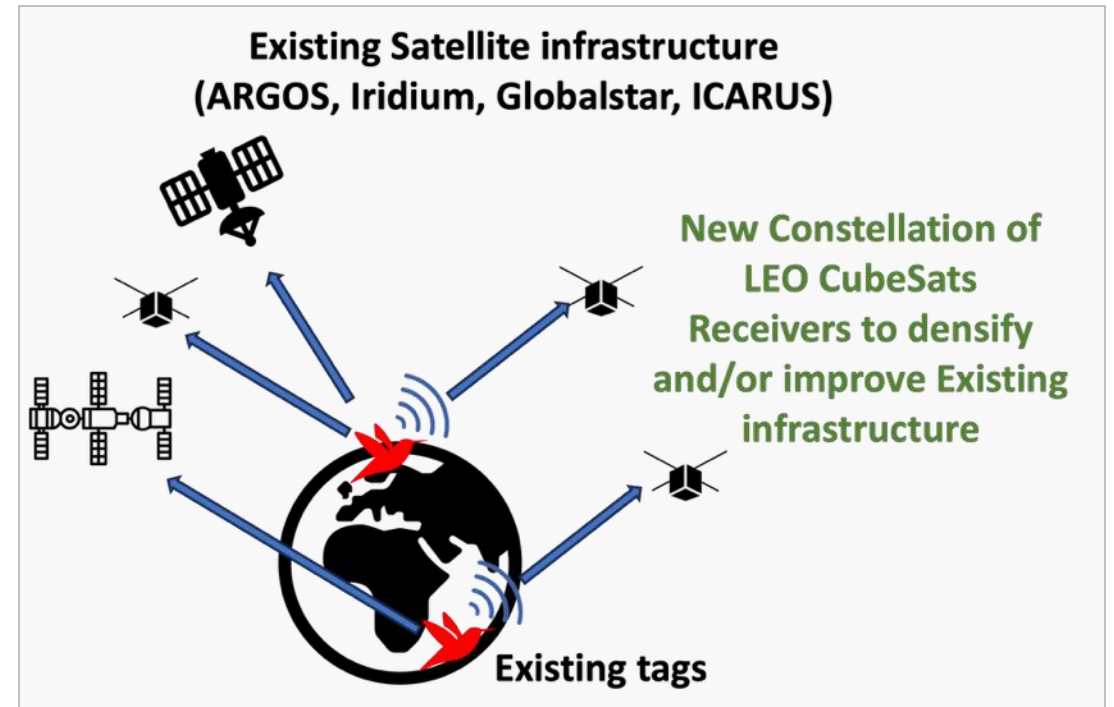 Existing Satellite infrastructure
(ARGOS, Iridium, Globalstar, ICARUS)
New Constellation of
LEO CubeSats
Receivers to densify
and/or improve Existing
infrastructure
Existing tags